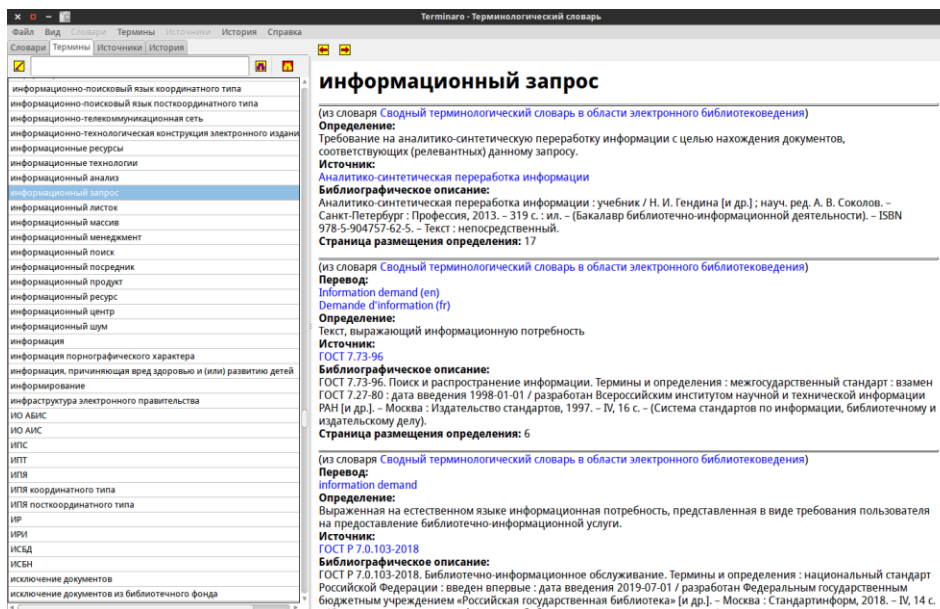 Terminaro - Терминологический словарь
Файл Вид Словари Термины Источники История Справка
Словари Термины Источники История
информационно-поисковый язык координатного типа
информационно-поисковый язык посткоординатного типа
информационно-телекоммуникационная сеть
информационно-технологическая конструкция электронного издани
информационные ресурсы
информационные технологии
информационный анализ
информационный запрос
информационный листок
информационный массив
информационный менеджмент
информационный поиск
информационный посредник
информационный продукт
информационный ресурс
информационный центр
информационный шум
информация
информация порнографического характера
информация, причиняющая вред здоровью и (или) развитию детей
информирование
инфраструктура электронного правительства
ИО АБИС
ИО АИС
ИПС
ИПТ
ИПЯ
ИПЯ координатного типа
ИПЯ посткоординатного типа
ИР
ИРИ
ИСБД
ИСБН
исключение документов
исключение документов из библиотечного фонда
информационный запрос
(из словаря Сводный терминологический словарь в области электронного библиотековедения)
Определение:
Требование на аналитико-синтетическую переработку информации с целью нахождения документов,
соответствующих (релевантных) данному запросу.
Источник:
Аналитико-синтетическая переработка информации
Библиографическое описание:
Аналитико-синтетическая переработка информации : учебник / Н. И. Гендина [и др.] ; науч. ред. А. В. Соколов. –
Санкт-Петербург : Профессия, 2013. – 319 с. : ил. – (Бакалавр библиотечно-информационной деятельности). – ISBN
978-5-904757-62-5. – Текст : непосредственный.
Страница размещения определения: 17
(из словаря Сводный терминологический словарь в области электронного библиотековедения)
Перевод:
Information demand (en)
Demande d'information (fr)
Определение:
Текст, выражающий информационную потребность
Источник:
ГОСТ 7.73-96
Библиографическое описание:
ГОСТ 7.73-96. Поиск и распространение информации. Термины и определения : межгосударственный стандарт : взамен
ГОСТ 7.27-80 : дата введения 1998-01-01 / разработан Всероссийским институтом научной и технической информации
РАН [и др.]. – Москва : Издательство стандартов, 1997. – IV, 16 с. – (Система стандартов по информации, библиотечному и
издательскому делу).
Страница размещения определения: 6
(из словаря Сводный терминологический словарь в области электронного библиотековедения)
Перевод:
information demand
Определение:
Выраженная на естественном языке информационная потребность, представленная в виде требования пользователя
на предоставление библиотечно-информационной услуги.
Источник:
ГОСТ Р 7.0.103-2018
Библиографическое описание:
ГОСТ Р 7.0.103-2018. Библиотечно-информационное обслуживание. Термины и определения : национальный стандарт
Российской Федерации : введен впервые : дата введения 2019-07-01 / разработан Федеральным государственным
бюджетным учреждением «Российская государственная библиотека» [и др.]. – Москва : Стандартинформ, 2018. – IV, 14 с.